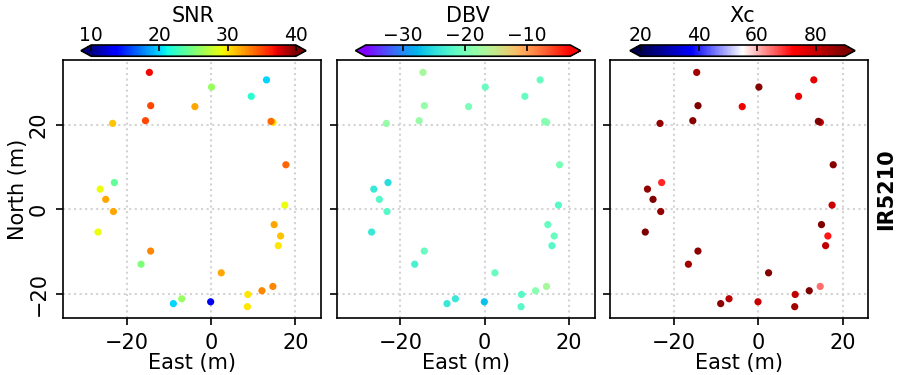 SNR DBV Xc
10 20 30 40 −30 −20 −10 20 40 60 80
20
0
−20
North (m)
−20 0 20 −20 0 20 −20 0 20
East (m) East (m) East (m)
IR5210